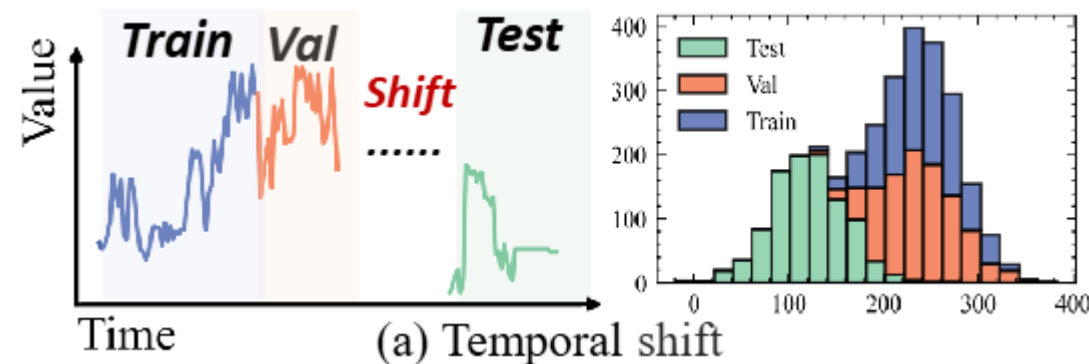 Train
Val
Test
Value
Shift
......
Time
400
300
200
100
0
Test
Val
Train
0
100
200
300
400
(a) Temporal shift